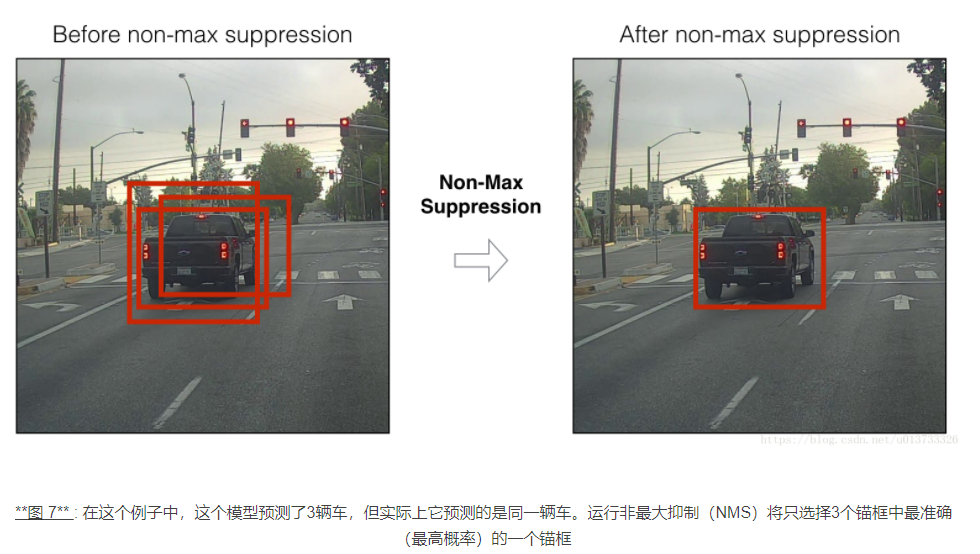 Before non-max suppression
After non-max suppression
Non-Max
Suppression
https://blog.csdn.net/u013733326
**图 7** : 在这个例子中，这个模型预测了3辆车，但实际上它预测的是同一辆车。运行非最大抑制（NMS）将只选择3个锚框中最准确
（最高概率）的一个锚框